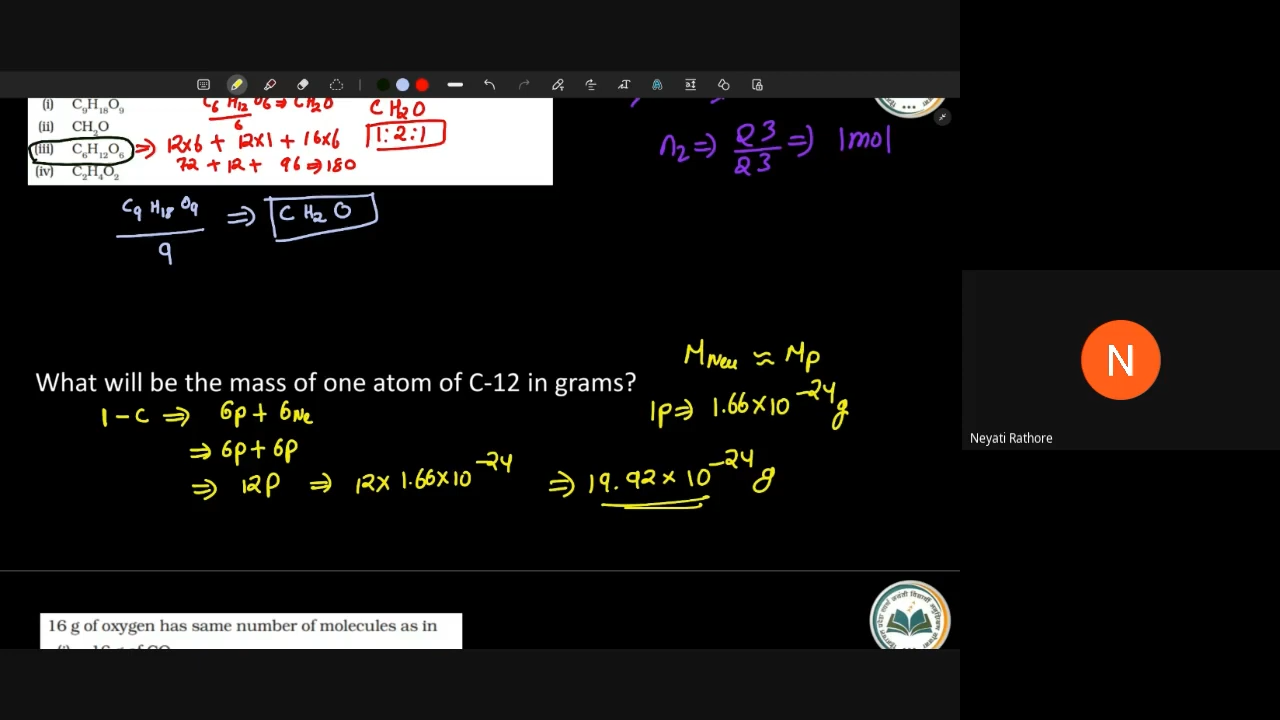 (i) C₉H₁₈O₉
C₆H₁₂O₆ ⇒ CH₂O
6
CH₂O
1:2:1
(ii) CH₂O
(iii) C₆H₁₂O₆ ⇒ 12×6 + 12×1 + 16×6
72 + 12 + 96 ⇒ 180
(iv) C₂H₄O₂
n₂ ⇒ 23/23 ⇒ 1mol
C₉H₁₈O₉ ⇒ CH₂O
9
MNeu ≈ Mp
What will be the mass of one atom of C-12 in grams?
1p ⇒ 1.66×10⁻²⁴g
1-C ⇒ 6p + 6Ne
⇒ 6p + 6p
⇒ 12p ⇒ 12×1.66×10⁻²⁴ ⇒ 19.92×10⁻²⁴g
16 g of oxygen has same number of molecules as in
N
Neyati Rathore